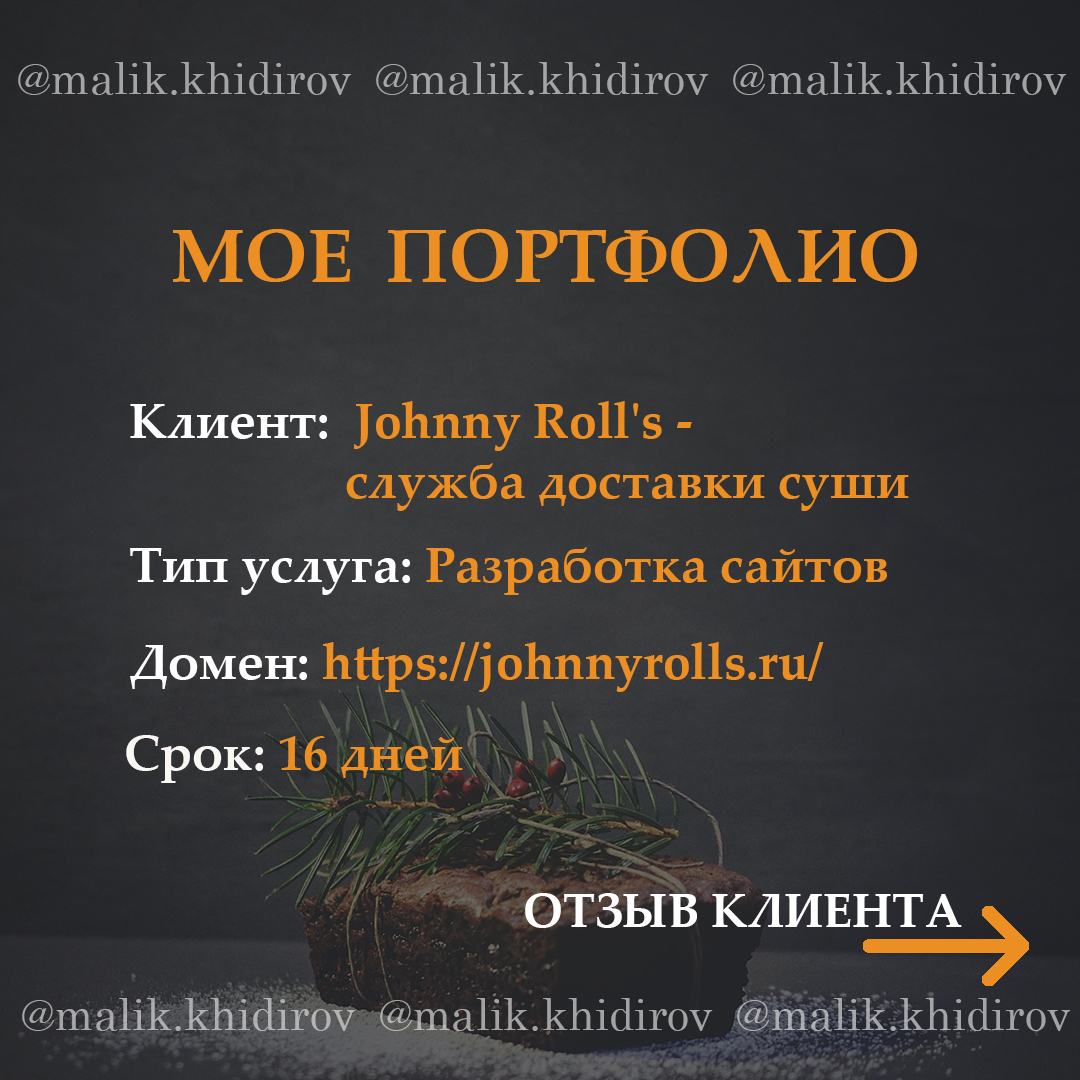 @malik.khidirov @malik.khidirov @malik.khidirov
МОЕ ПОРТФОЛИО
Клиент: Johnny Roll's -
служба доставки суши
Тип услуга: Разработка сайтов
Домен: https://johnnyrolls.ru/
Срок: 16 дней
ОТЗЫВ КЛИЕНТА
@malik.khidirov @malik.khidirov @malik.khidirov